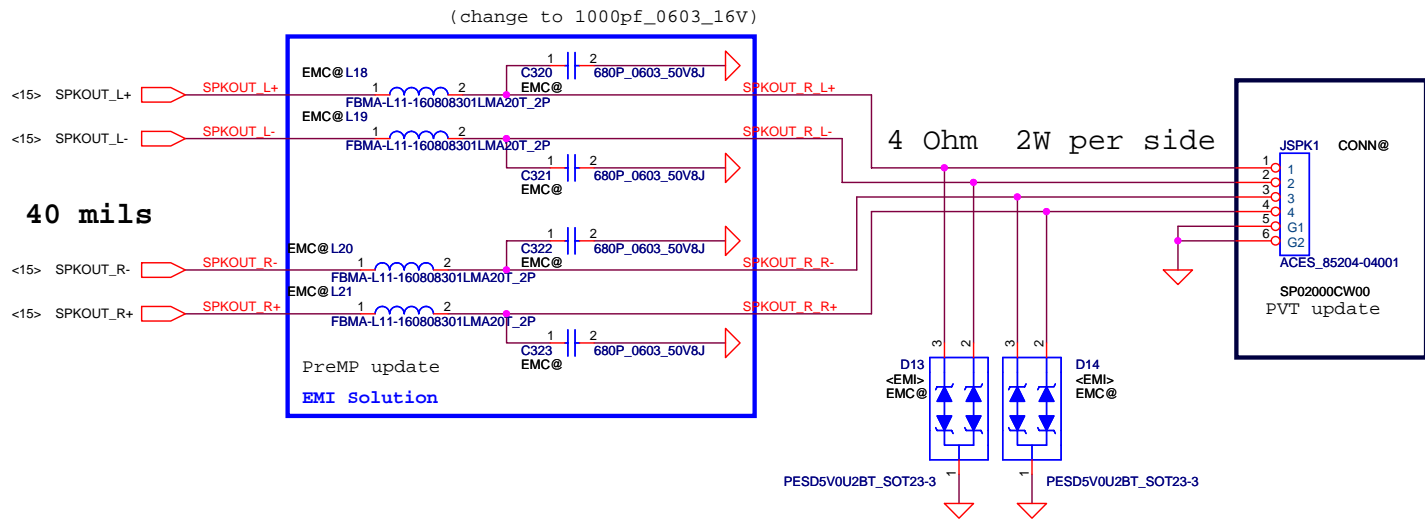 (change to 1000pf_0603_16V)
EMC@ L18
1 2
C320
EMC@
680P_0603_50V8J
<15> SPKOUT_L+
SPKOUT_L+
1 2
FBMA-L11-160808301LMA20T_2P
SPKOUT_R_L+
EMC@ L19
<15> SPKOUT_L-
SPKOUT_L-
1 2
FBMA-L11-160808301LMA20T_2P
SPKOUT_R_L-
4 Ohm 2W per side
1 2
C321
EMC@
680P_0603_50V8J
40 mils
1 2
C322
EMC@
680P_0603_50V8J
EMC@ L20
<15> SPKOUT_R-
SPKOUT_R-
1 2
FBMA-L11-160808301LMA20T_2P
SPKOUT_R_R-
EMC@ L21
<15> SPKOUT_R+
SPKOUT_R+
1 2
FBMA-L11-160808301LMA20T_2P
SPKOUT_R_R+
1 2
C323
EMC@
680P_0603_50V8J
PreMP update
EMI Solution
JSPK1 CONN@
1 1
2 2
3 3
4 4
5 G1
6 G2
ACES_85204-04001
SP02000CW00
PVT update
3 2
D13
<EMI>
EMC@
1
PESD5V0U2BT_SOT23-3
3 2
D14
<EMI>
EMC@
1
PESD5V0U2BT_SOT23-3